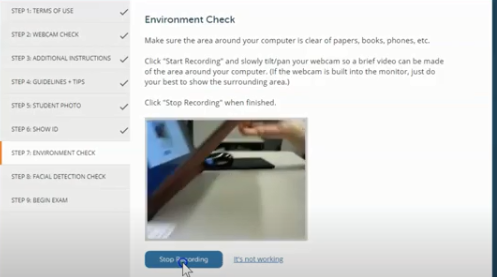 STEP 1: TERMS OF USE
STEP 2: WEBCAM CHECK
STEP 3: ADDITIONAL INSTRUCTIONS
STEP 4: GUIDELINES + TIPS
STEP 5: STUDENT PHOTO
STEP 6: SHOW ID
STEP 7: ENVIRONMENT CHECK
STEP 8: FACIAL DETECTION CHECK
STEP 9: BEGIN EXAM
Environment Check
Make sure the area around your computer is clear of papers, books, phones, etc.
Click "Start Recording" and slowly tilt/pan your webcam so a brief video can be made
of the area around your computer. (If the webcam is built into the monitor, just do
your best to show the surrounding area.)
Click "Stop Recording" when finished.
Stop Recording
It's not working